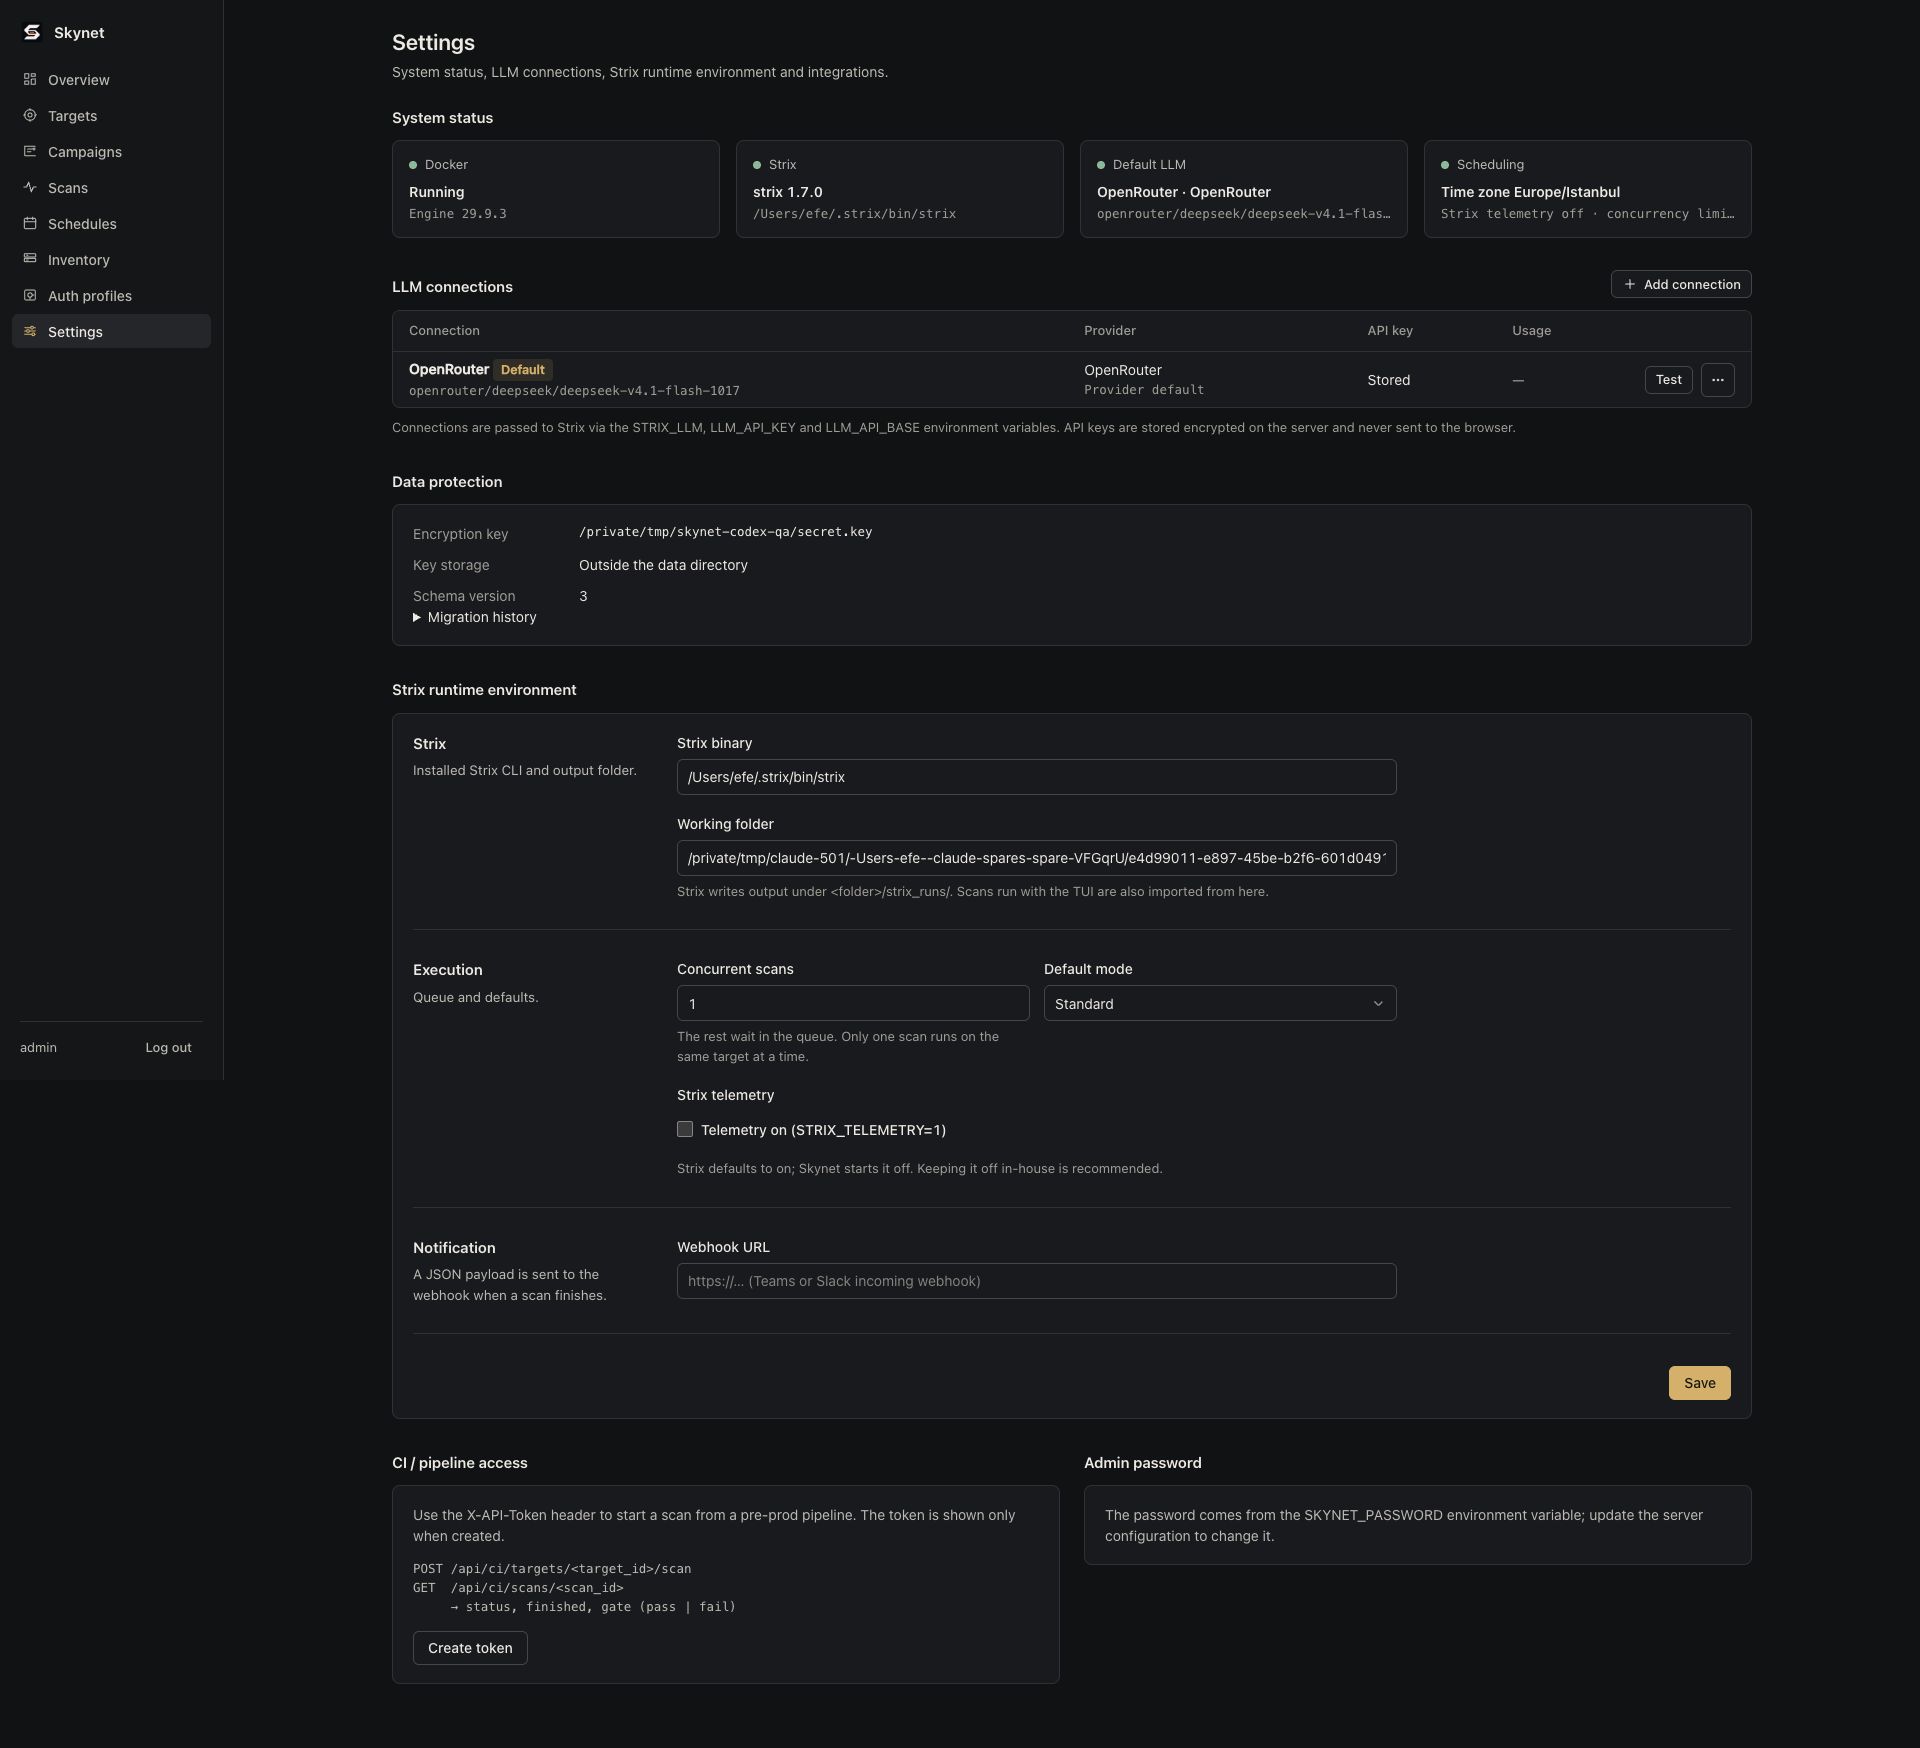 Skynet
Overview
Targets
Campaigns
Scans
Schedules
Inventory
Auth profiles
Settings
admin
Log out
Settings
System status, LLM connections, Strix runtime environment and integrations.
System status
Docker
Running
Engine 29.9.3
Strix
strix 1.7.0
/Users/efe/.strix/bin/strix
Default LLM
OpenRouter · OpenRouter
openrouter/deepseek/deepseek-v4.1-flas…
Scheduling
Time zone Europe/Istanbul
Strix telemetry off · concurrency limi…
LLM connections
+ Add connection
Connection Provider API key Usage
OpenRouter Default
openrouter/deepseek/deepseek-v4.1-flash-1017
OpenRouter
Provider default
Stored
—
Test
···
Connections are passed to Strix via the STRIX_LLM, LLM_API_KEY and LLM_API_BASE environment variables. API keys are stored encrypted on the server and never sent to the browser.
Data protection
Encryption key /private/tmp/skynet-codex-qa/secret.key
Key storage Outside the data directory
Schema version 3
▶ Migration history
Strix runtime environment
Strix
Installed Strix CLI and output folder.
Strix binary
/Users/efe/.strix/bin/strix
Working folder
/private/tmp/claude-501/-Users-efe--claude-spares-spare-VFGqrU/e4d99011-e897-45be-b2f6-601d0491
Strix writes output under <folder>/strix_runs/. Scans run with the TUI are also imported from here.
Execution
Queue and defaults.
Concurrent scans
1
The rest wait in the queue. Only one scan runs on the
same target at a time.
Default mode
Standard
Strix telemetry
Telemetry on (STRIX_TELEMETRY=1)
Strix defaults to on; Skynet starts it off. Keeping it off in-house is recommended.
Notification
A JSON payload is sent to the
webhook when a scan finishes.
Webhook URL
https://… (Teams or Slack incoming webhook)
Save
CI / pipeline access
Use the X-API-Token header to start a scan from a pre-prod pipeline. The token is shown only
when created.
POST /api/ci/targets/<target_id>/scan
GET /api/ci/scans/<scan_id>
→ status, finished, gate (pass | fail)
Create token
Admin password
The password comes from the SKYNET_PASSWORD environment variable; update the server
configuration to change it.